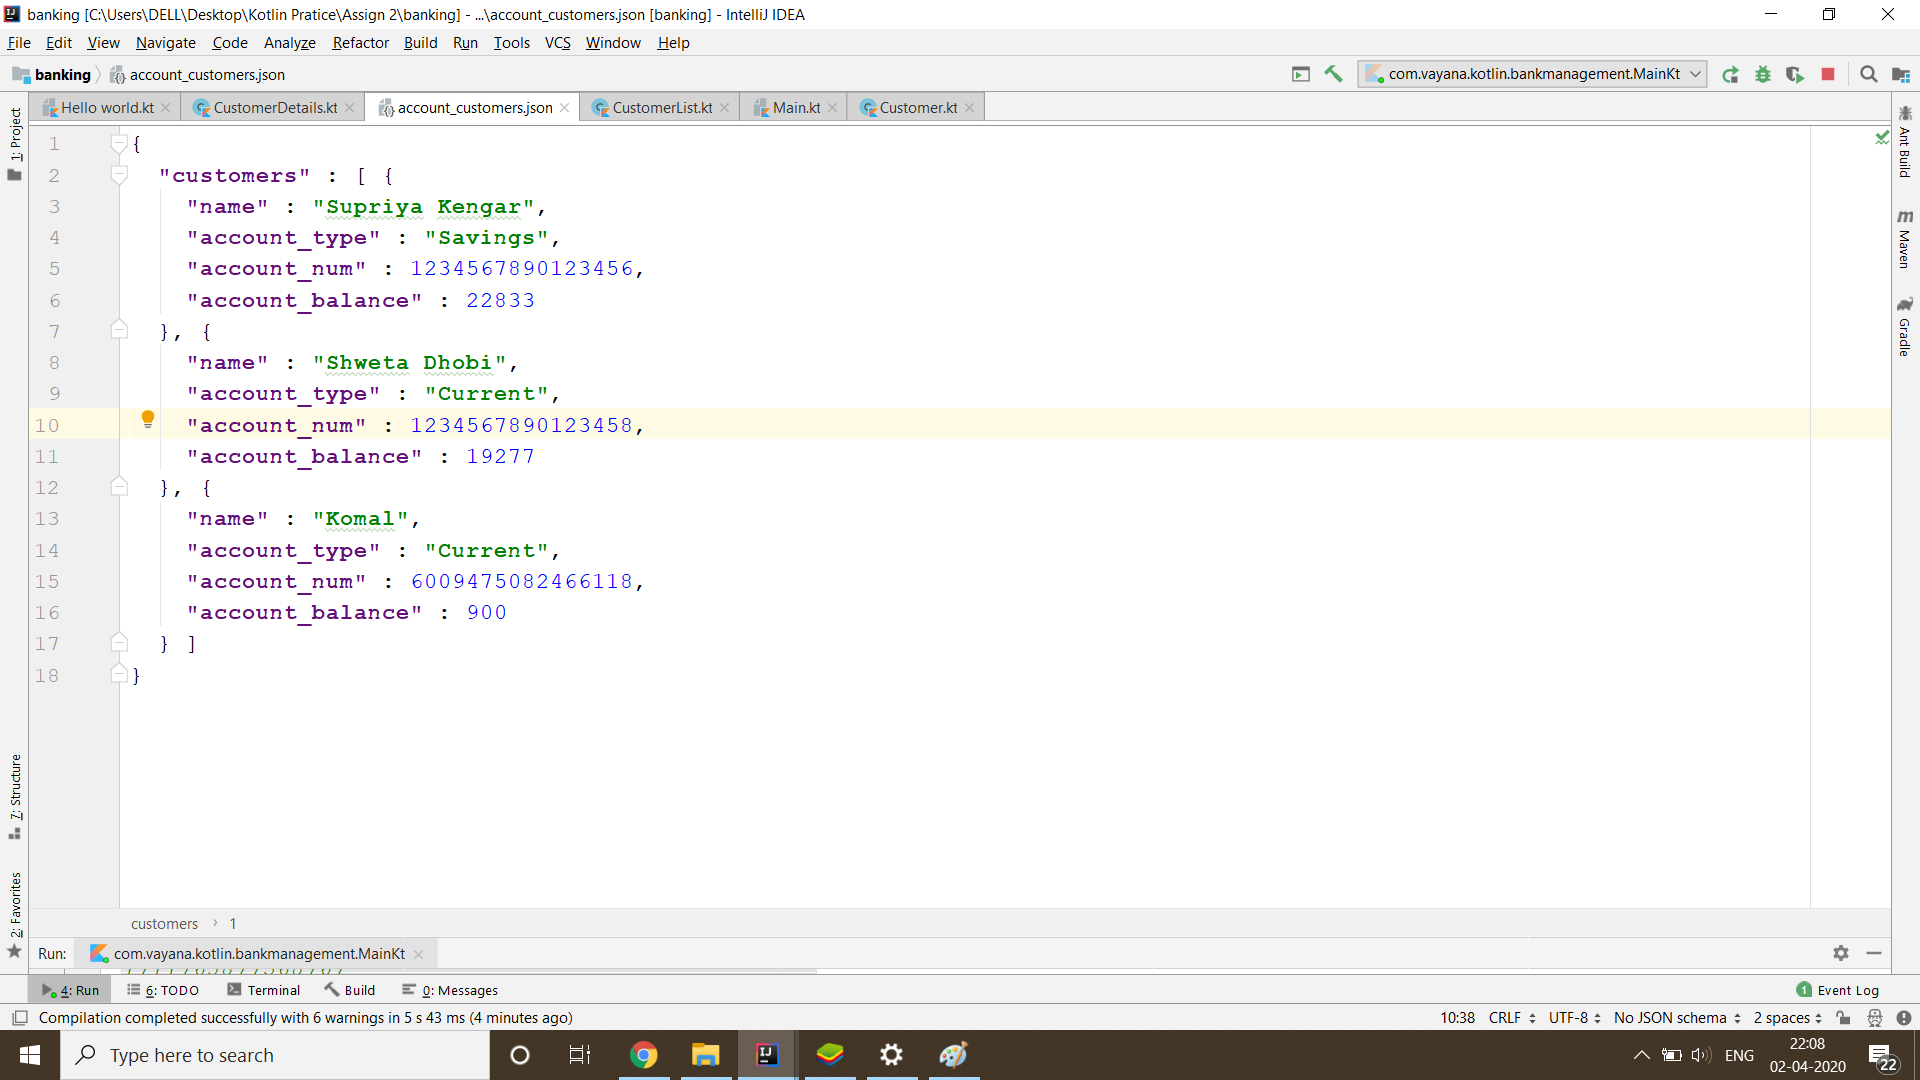 banking [C:\Users\DELL\Desktop\Kotlin Pratice\Assign 2\banking] - ...\account_customers.json [banking] - IntelliJ IDEA
File Edit View Navigate Code Analyze Refactor Build Run Tools VCS Window Help
banking account_customers.json com.vayana.kotlin.bankmanagement.MainKt
Hello world.kt CustomerDetails.kt account_customers.json CustomerList.kt Main.kt Customer.kt
1: Project
7: Structure
2: Favorites
1 {
2 "customers" : [ {
3 "name" : "Supriya Kengar",
4 "account_type" : "Savings",
5 "account_num" : 1234567890123456,
6 "account_balance" : 22833
7 }, {
8 "name" : "Shweta Dhobi",
9 "account_type" : "Current",
10 "account_num" : 1234567890123458,
11 "account_balance" : 19277
12 }, {
13 "name" : "Komal",
14 "account_type" : "Current",
15 "account_num" : 6009475082466118,
16 "account_balance" : 900
17 } ]
18 }
Ant Build
m Maven
Gradle
customers › 1
Run: com.vayana.kotlin.bankmanagement.MainKt
4: Run 6: TODO Terminal Build 0: Messages 1 Event Log
Compilation completed successfully with 6 warnings in 5 s 43 ms (4 minutes ago) 10:38 CRLF UTF-8 No JSON schema 2 spaces
Type here to search ENG 22:08
02-04-2020 22